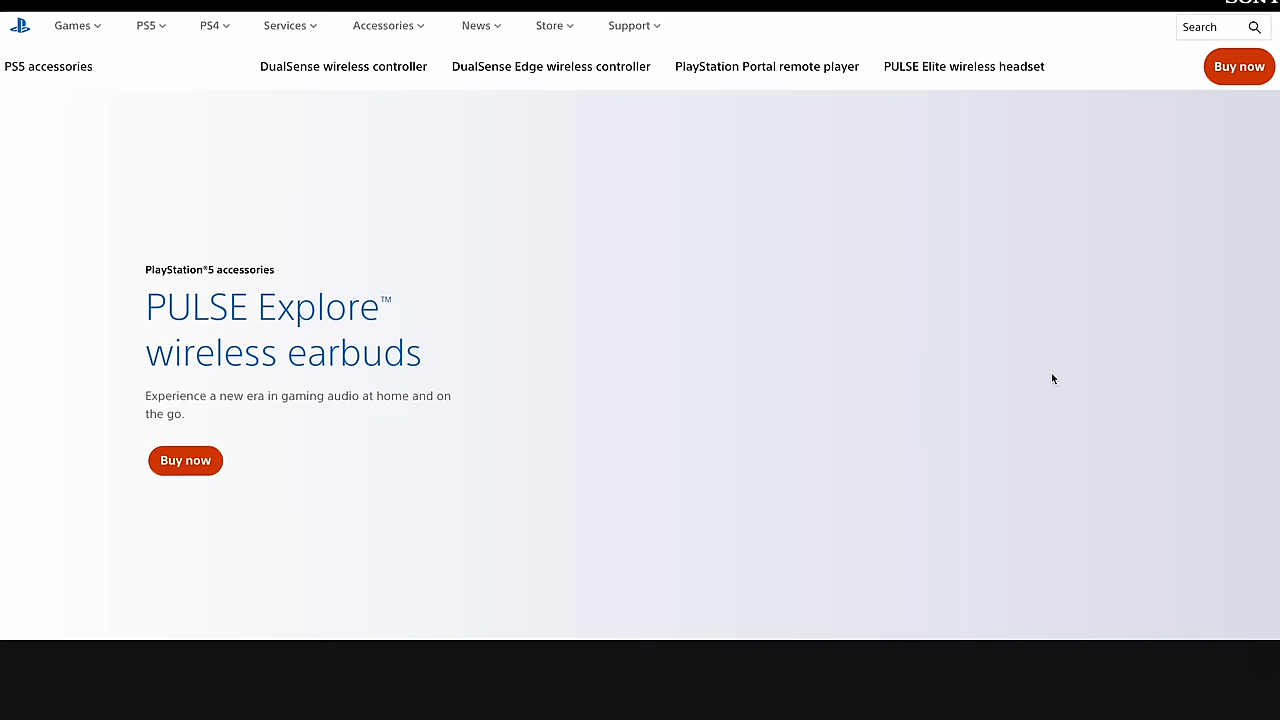 SONY
Games PS5 PS4 Services Accessories News Store Support Search
PS5 accessories DualSense wireless controller DualSense Edge wireless controller PlayStation Portal remote player PULSE Elite wireless headset Buy now
PlayStation®5 accessories
PULSE Explore™
wireless earbuds
Experience a new era in gaming audio at home and on
the go.
Buy now